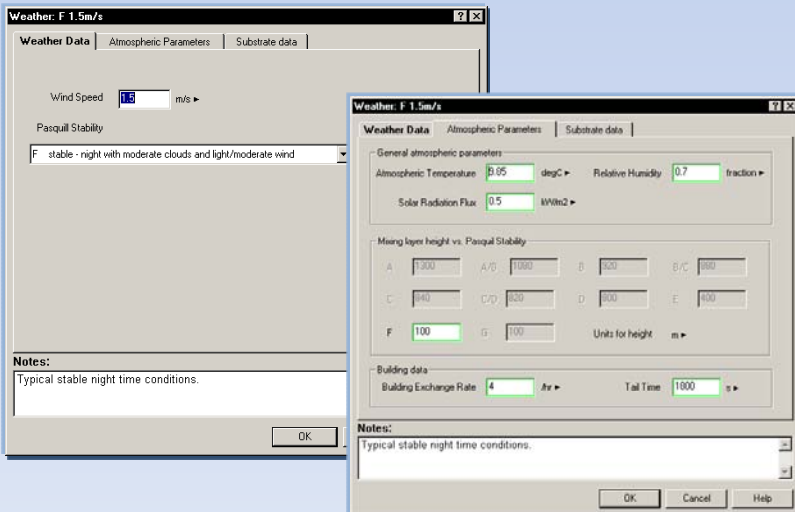 Weather: F 1.5m/s
Weather Data Atmospheric Parameters Substrate data
Wind Speed 1.5 m/s
Pasquill Stability
F stable - night with moderate clouds and light/moderate wind
Notes:
Typical stable night time conditions.
OK
Weather: F 1.5m/s
Weather Data Atmospheric Parameters Substrate data
General atmospheric parameters
Atmospheric Temperature 9.85 degC Relative Humidity 0.7 fraction
Solar Radiation Flux 0.5 kW/m2
Mixing layer height vs. Pasquil Stability
A 1300 A/B 1080 B 920 B/C 880
C 840 C/D 820 D 800 E 400
F 100 G 100 Units for height m
Building data
Building Exchange Rate 4 /hr Tail Time 1800 s
Notes:
Typical stable night time conditions.
OK Cancel Help